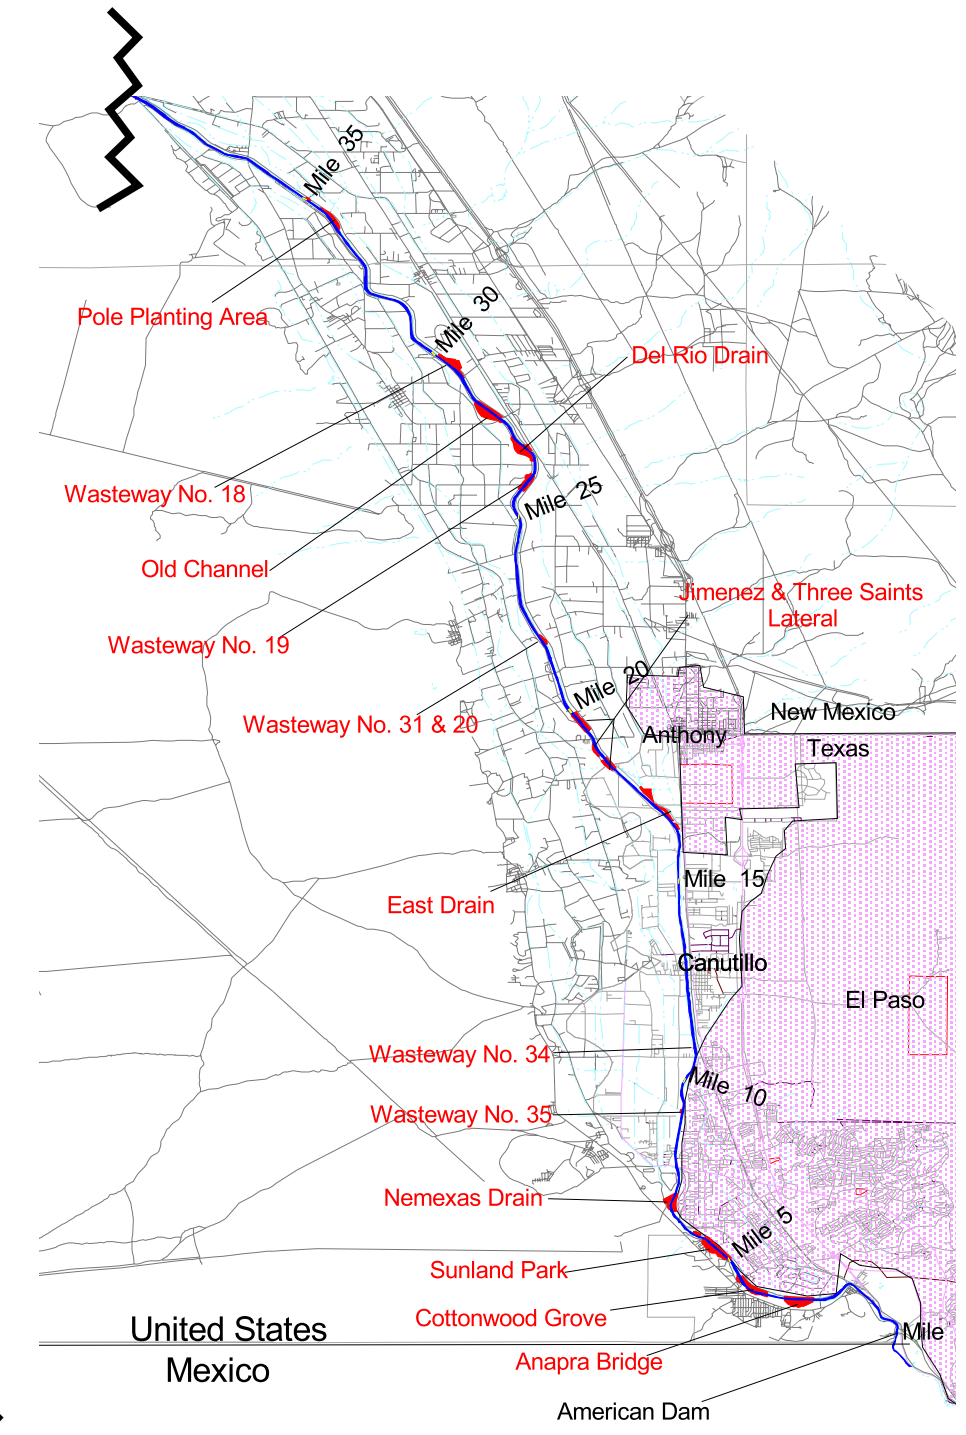 Mile 35
Pole Planting Area
Mile 30
Del Rio Drain
Wasteway No. 18
Mile 25
Old Channel
Jimenez & Three Saints
Lateral
Wasteway No. 19
Mile 20
Wasteway No. 31 & 20
New Mexico
Anthony
Texas
Mile 15
East Drain
Canutillo
El Paso
Wasteway No. 34
Mile 10
Wasteway No. 35
Nemexas Drain
Mile 5
Sunland Park
Cottonwood Grove
United States
Mile
Anapra Bridge
Mexico
American Dam